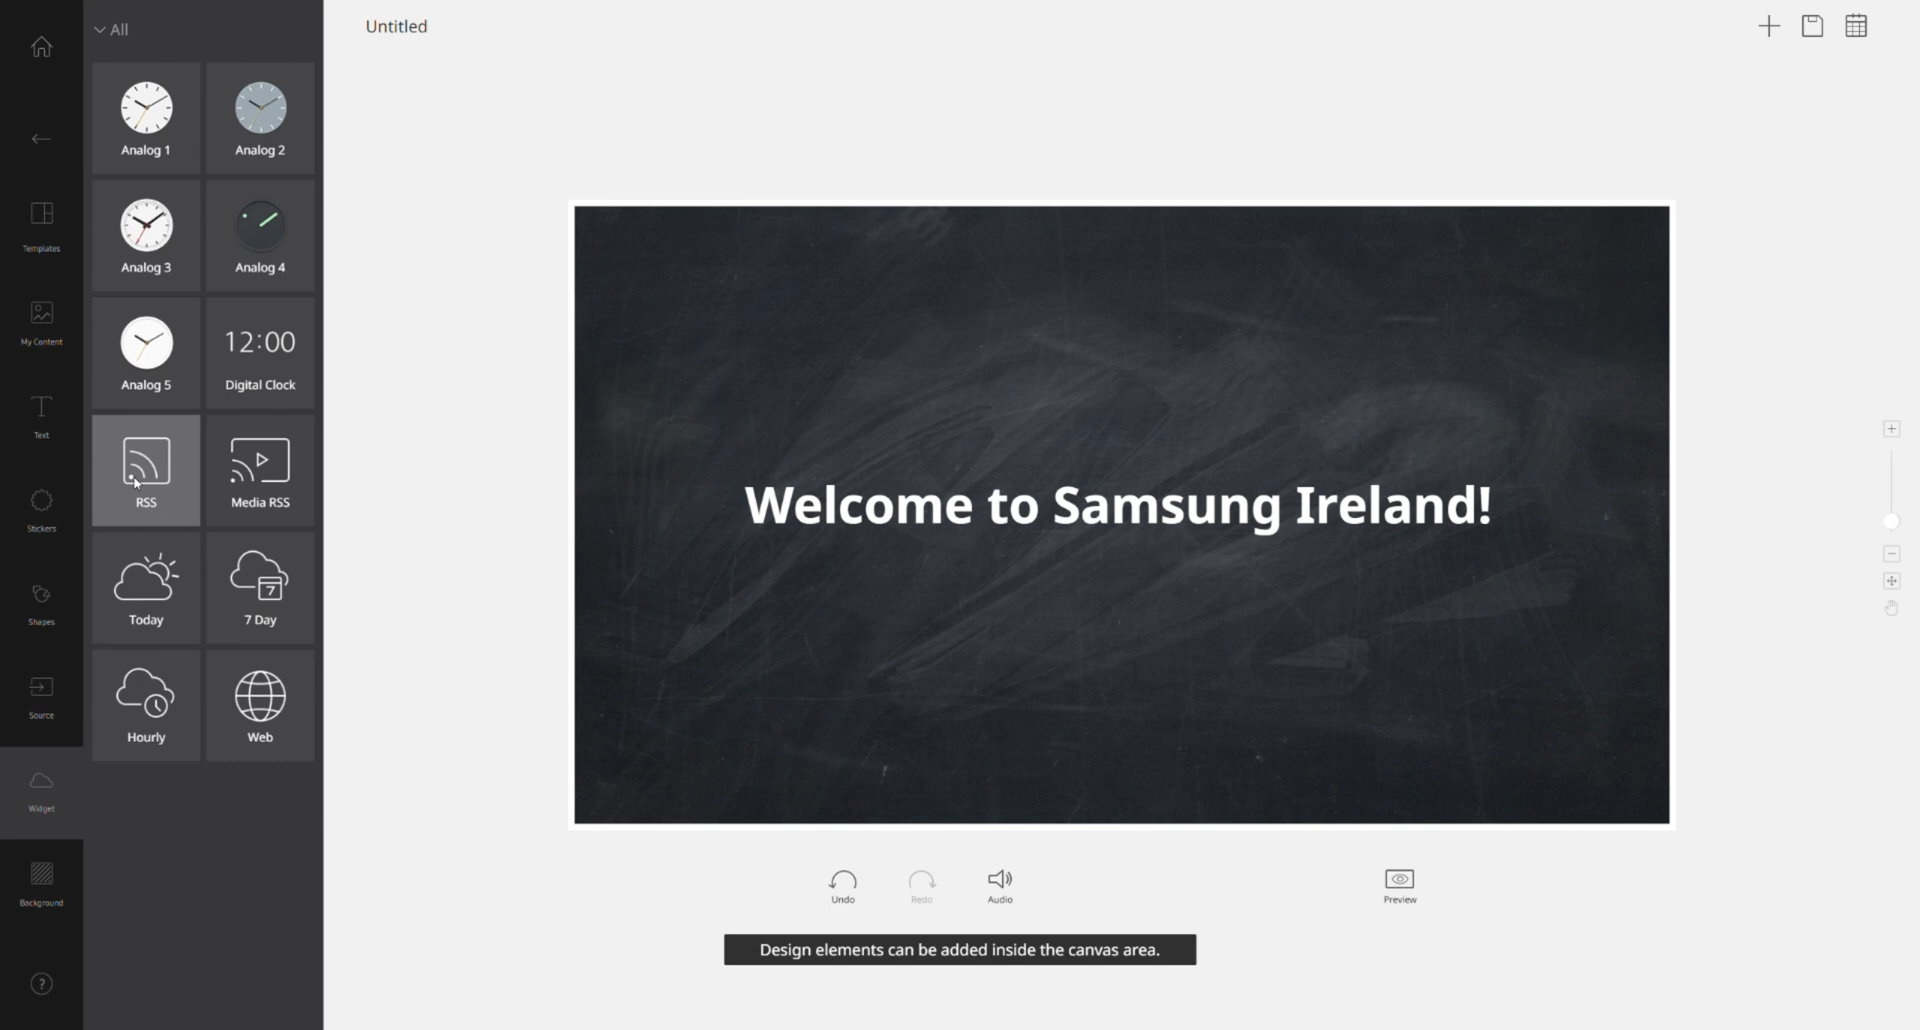 All
Untitled
Analog 1
Analog 2
Analog 3
Analog 4
Analog 5
12:00
Digital Clock
RSS
Media RSS
Today
7
7 Day
Hourly
Web
Templates
My Content
Text
Stickers
Shapes
Source
Widget
Background
?
Welcome to Samsung Ireland!
Undo
Redo
Audio
Preview
Design elements can be added inside the canvas area.